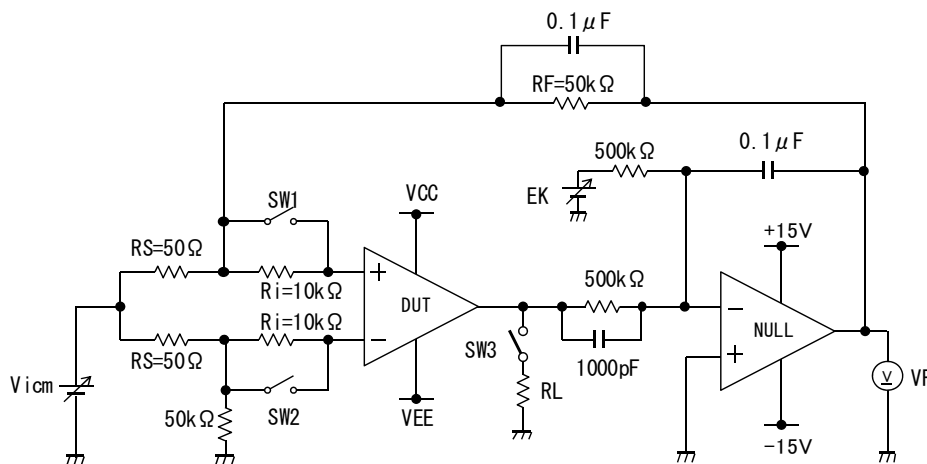 0.1μF
RF=50kΩ
0.1μF
500kΩ
EK
SW1
VCC
+15V
RS=50Ω
Ri=10kΩ
500kΩ
DUT
NULL
Ri=10kΩ
RS=50Ω
SW3
1000pF
Vicm
SW2
RL
V
VF
50kΩ
VEE
-15V